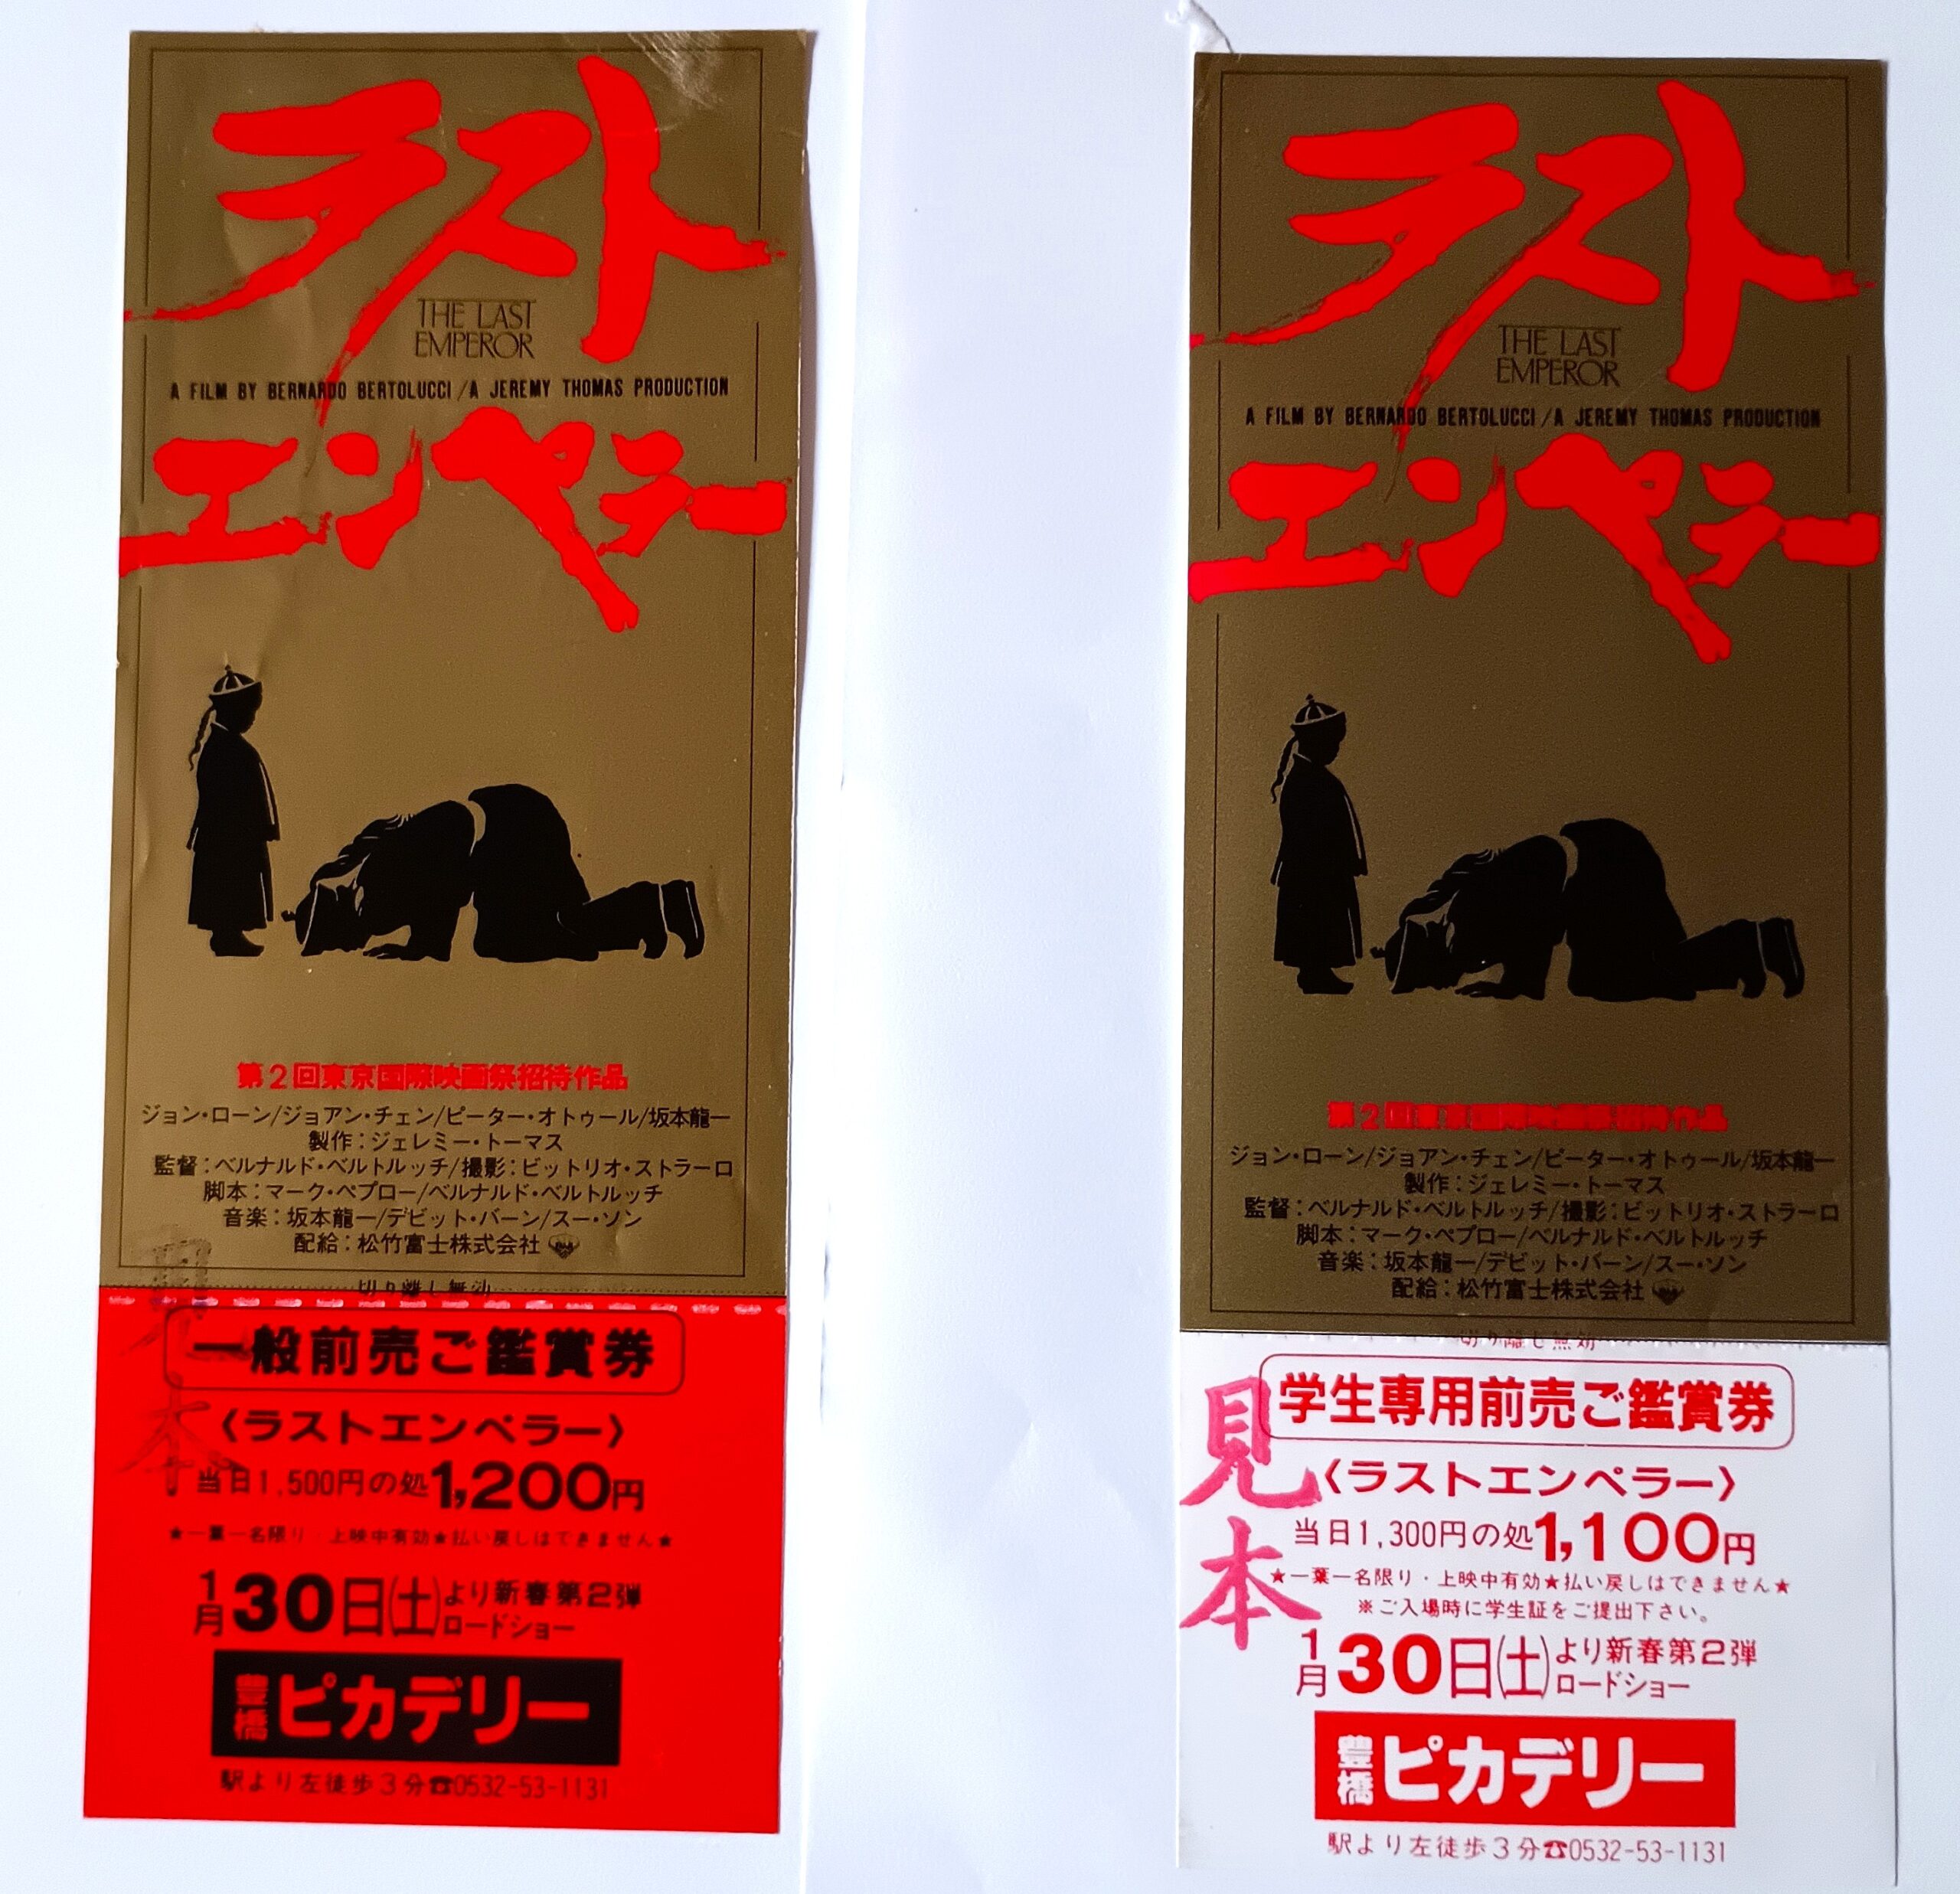 ラスト
THE LAST
EMPEROR
A FILM BY BERNARDO BERTOLUCCI/A JEREMY THOMAS PRODUCTION
エンペラー
第2回東京国際映画祭招待作品
ジョン・ローン/ジョアン・チェン/ピーター・オトゥール/坂本龍一
製作:ジェレミー・トーマス
監督:ベルナルド・ベルトルッチ/撮影:ビットリオ・ストラーロ
脚本:マーク・ペプロー/ベルナルド・ベルトルッチ
音楽:坂本龍一/デビット・バーン/スー・ソン
配給:松竹富士株式会社
切り離し無効
見本
一般前売ご鑑賞券
〈ラストエンペラー〉
当日1,500円の処1,200円
★一葉一名限り・上映中有効★払い戻しはできません★
1月30日(土)より新春第2弾
ロードショー
豊橋ピカデリー
駅より左徒歩3分☎0532-53-1131
ラスト
THE LAST
EMPEROR
A FILM BY BERNARDO BERTOLUCCI/A JEREMY THOMAS PRODUCTION
エンペラー
第2回東京国際映画祭招待作品
ジョン・ローン/ジョアン・チェン/ピーター・オトゥール/坂本龍一
製作:ジェレミー・トーマス
監督:ベルナルド・ベルトルッチ/撮影:ビットリオ・ストラーロ
脚本:マーク・ペプロー/ベルナルド・ベルトルッチ
音楽:坂本龍一/デビット・バーン/スー・ソン
配給:松竹富士株式会社
切り離し無効
見本
学生専用前売ご鑑賞券
〈ラストエンペラー〉
当日1,300円の処1,100円
★一葉一名限り・上映中有効★払い戻しはできません★
※ご入場時に学生証をご提出下さい。
1月30日(土)より新春第2弾
ロードショー
豊橋ピカデリー
駅より左徒歩3分☎0532-53-1131